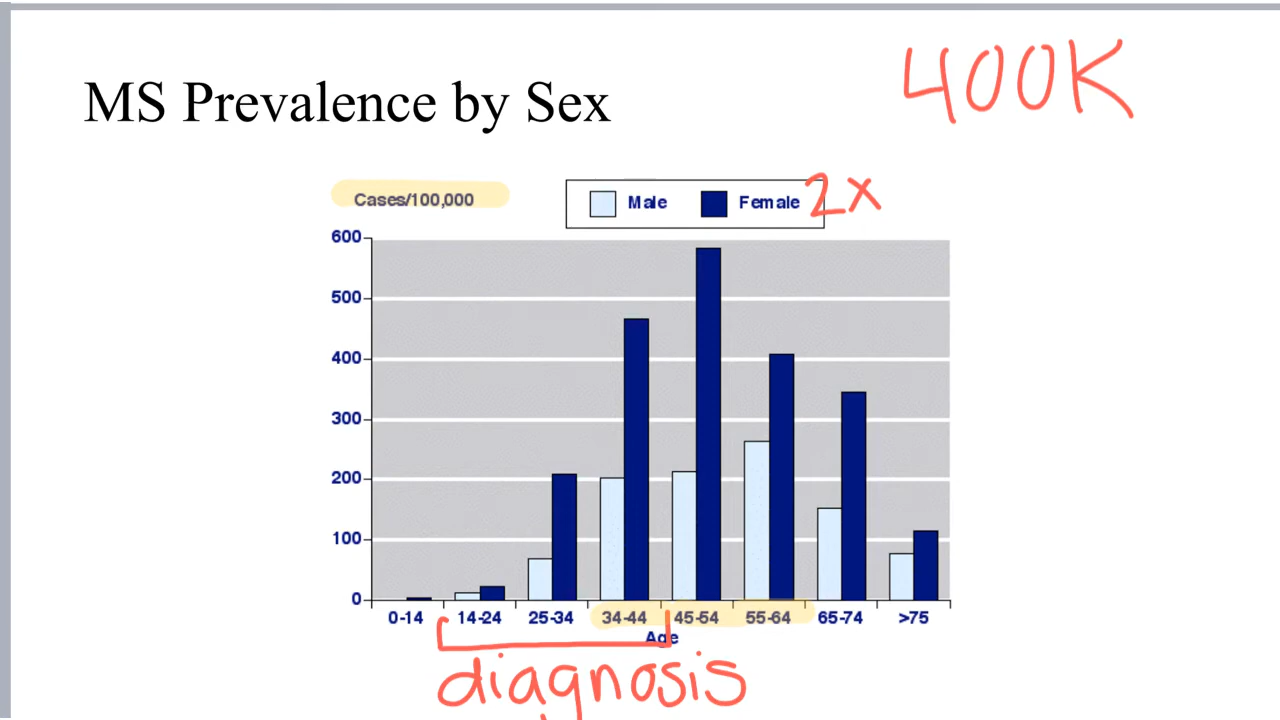 400K
MS Prevalence by Sex
Cases/100,000
Male Female 2x
600
500
400
300
200
100
0
0-14 14-24 25-34 34-44 45-54 55-64 65-74 >75
Age
diagnosis